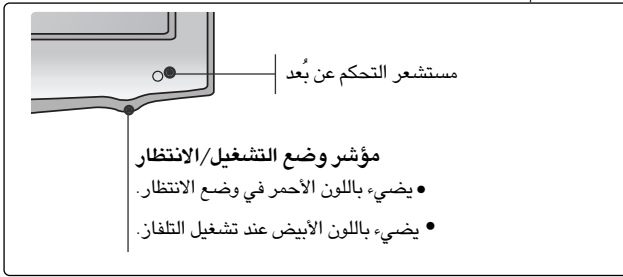 مستشعر التحكم عن بُعد
مؤشر وضع التشغيل/الانتظار
• يضيء باللون الأحمر في وضع الانتظار.
• يضيء باللون الأبيض عند تشغيل التلفاز.